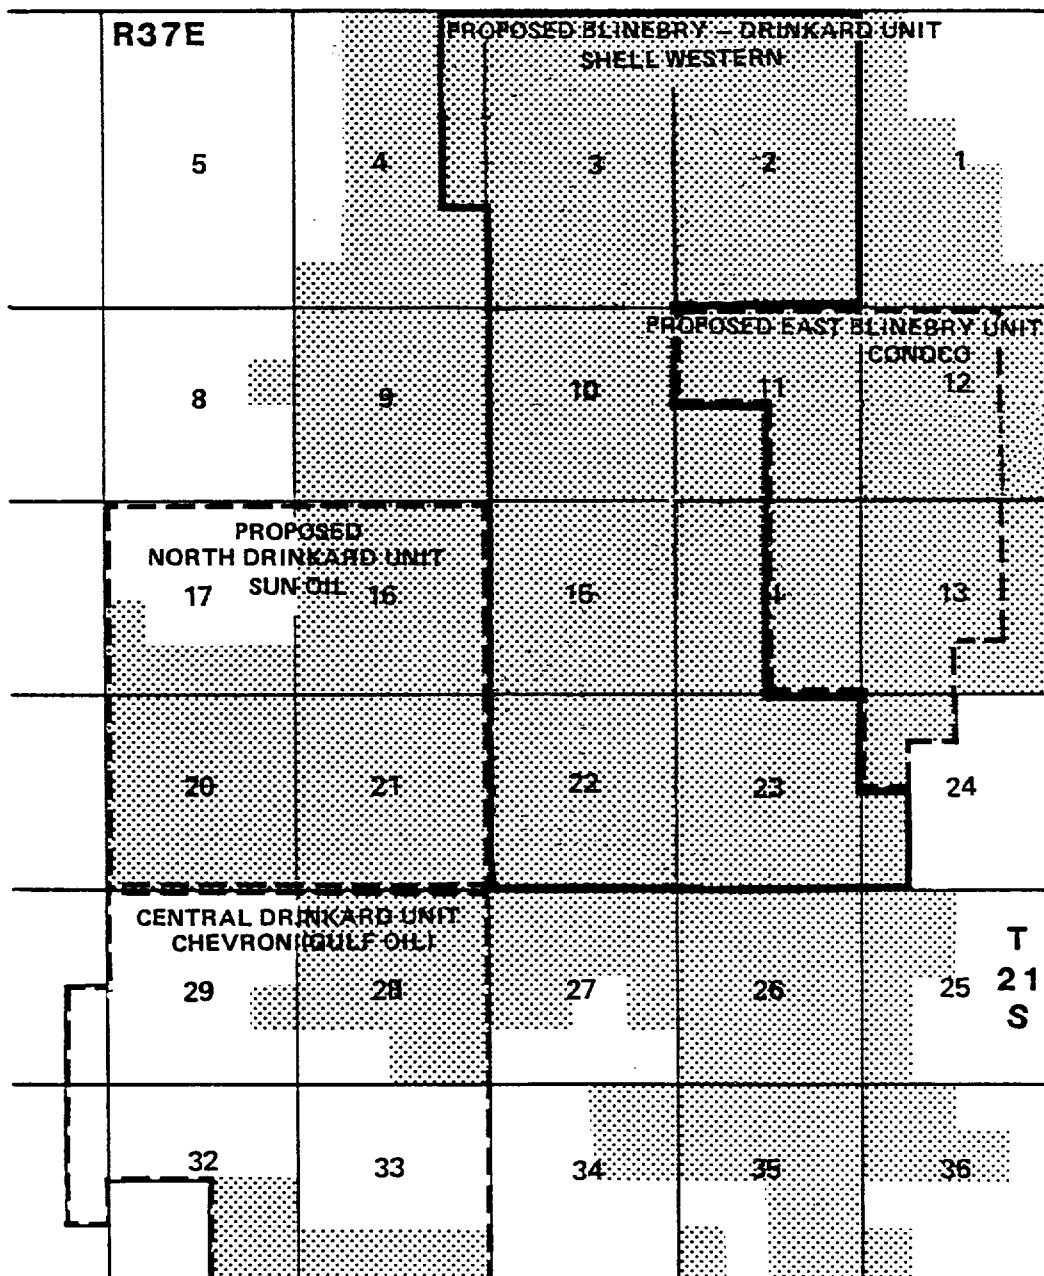 R37E
PROPOSED BLINEBRY – DRINKARD UNIT
SHELL WESTERN
5
4
3
2
1
PROPOSED EAST BLINEBRY UNIT
CONOCO
8
9
10
11
12
PROPOSED
NORTH DRINKARD UNIT
SUN OIL
17
16
15
13
20
21
22
23
24
CENTRAL DRINKARD UNIT
CHEVRON (GULF OIL)
29
28
27
26
25
T
21
S
32
33
34
35
36